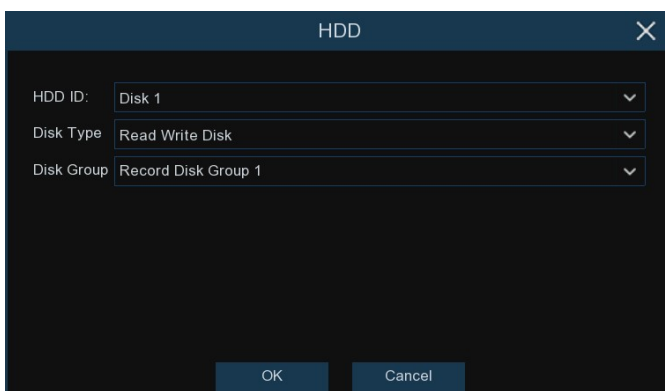 HDD
HDD ID: Disk 1
Disk Type Read Write Disk
Disk Group Record Disk Group 1
OK Cancel